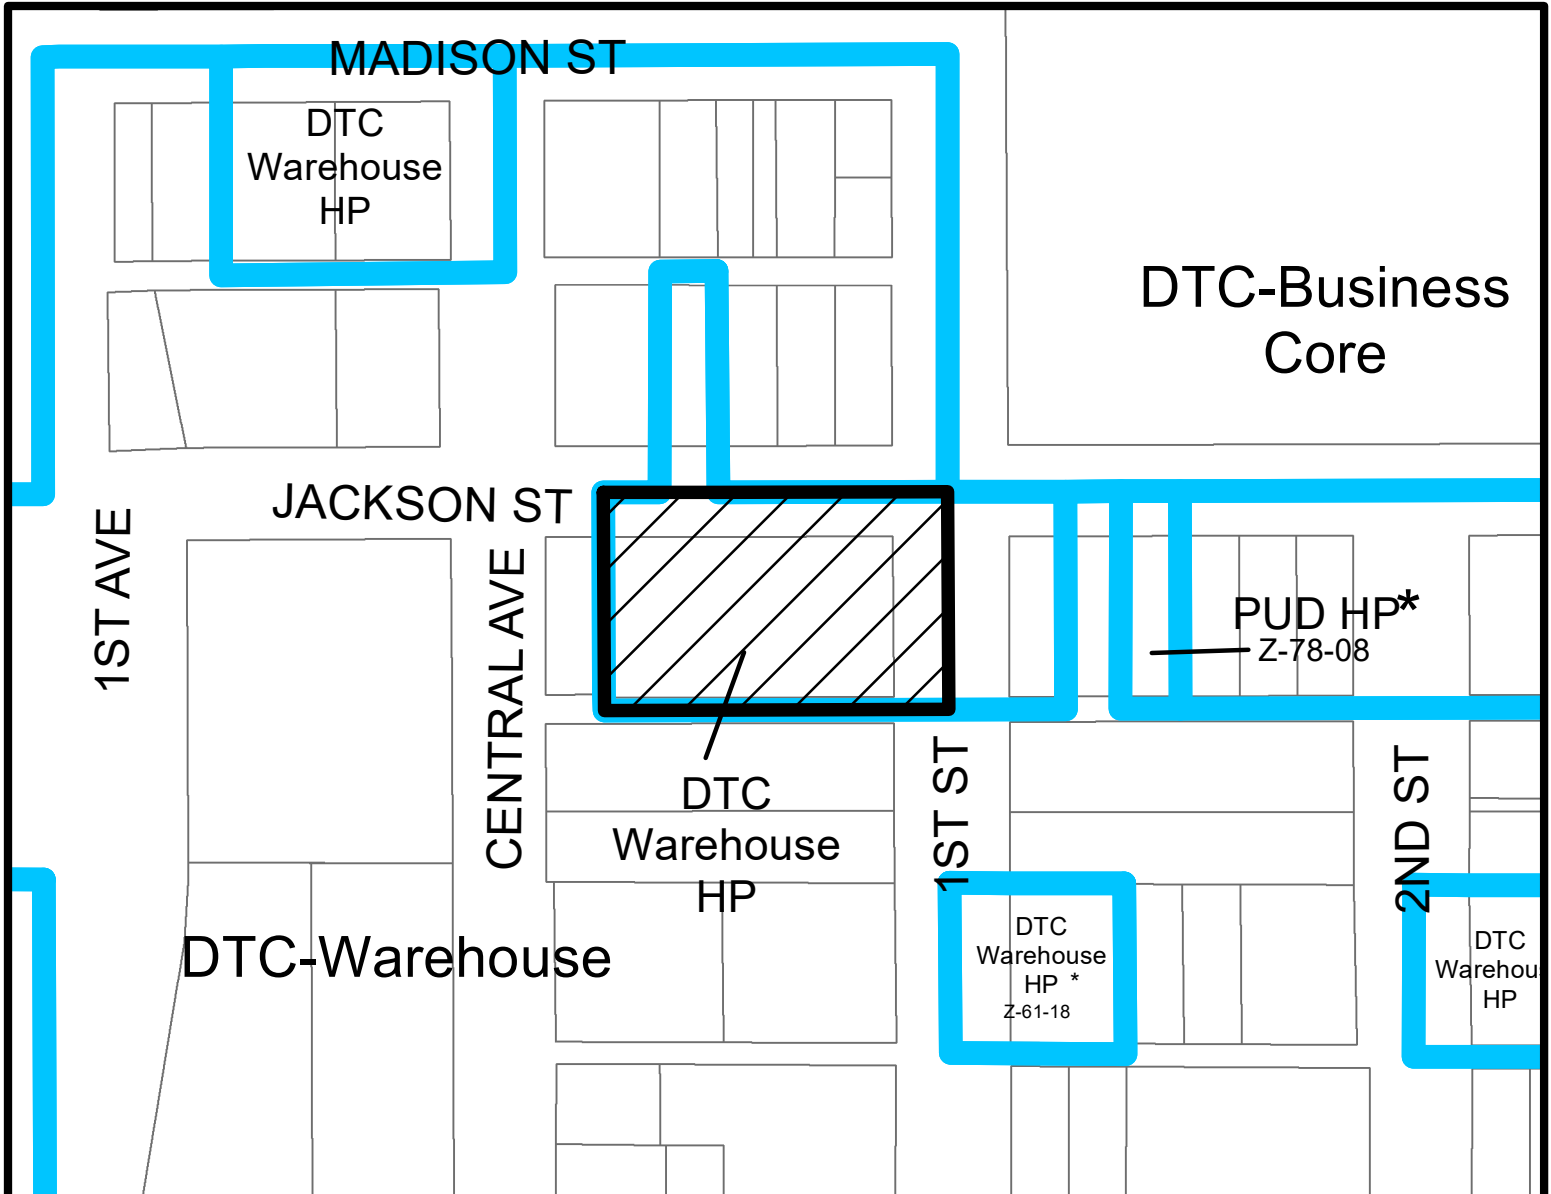 MADISON ST
DTC
Warehouse
HP
DTC-Business
Core
JACKSON ST
1ST AVE
CENTRAL AVE
PUD HP*
Z-78-08
DTC
Warehouse
HP
1ST ST
2ND ST
DTC-Warehouse
DTC
Warehouse
HP *
Z-61-18
DTC
Warehou
HP